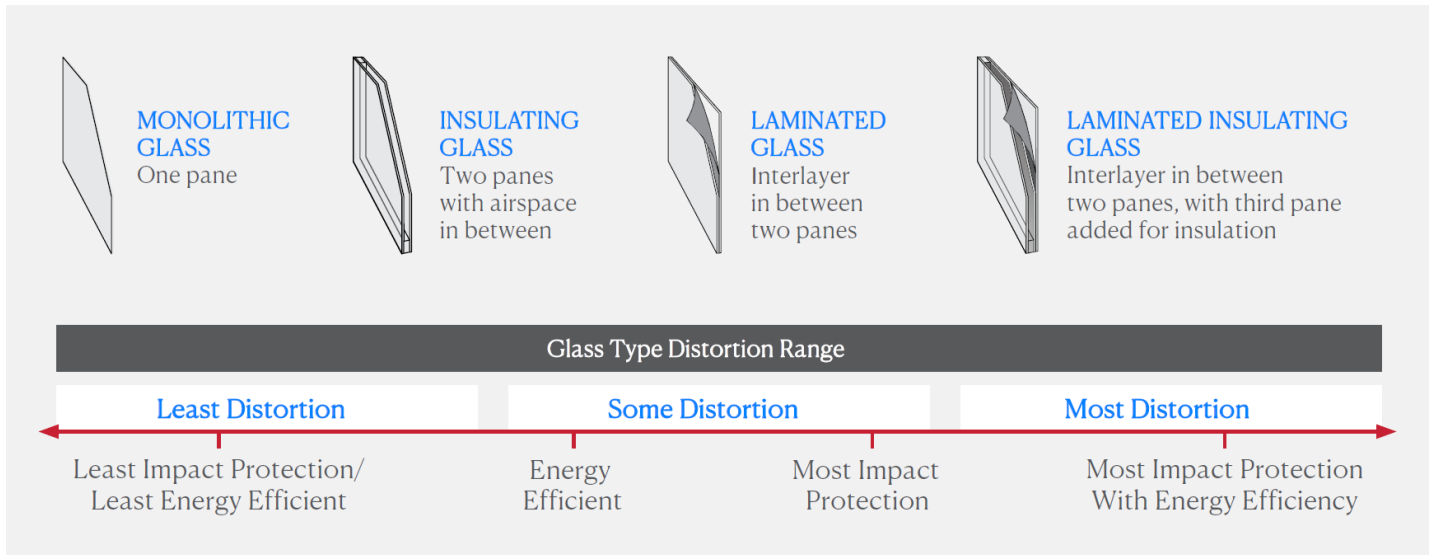 MONOLITHIC
GLASS
One pane
INSULATING
GLASS
Two panes
with airspace
in between
LAMINATED
GLASS
Interlayer
in between
two panes
LAMINATED INSULATING
GLASS
Interlayer in between
two panes, with third pane
added for insulation
Glass Type Distortion Range
Least Distortion
Some Distortion
Most Distortion
Least Impact Protection/
Least Energy Efficient
Energy
Efficient
Most Impact
Protection
Most Impact Protection
With Energy Efficiency